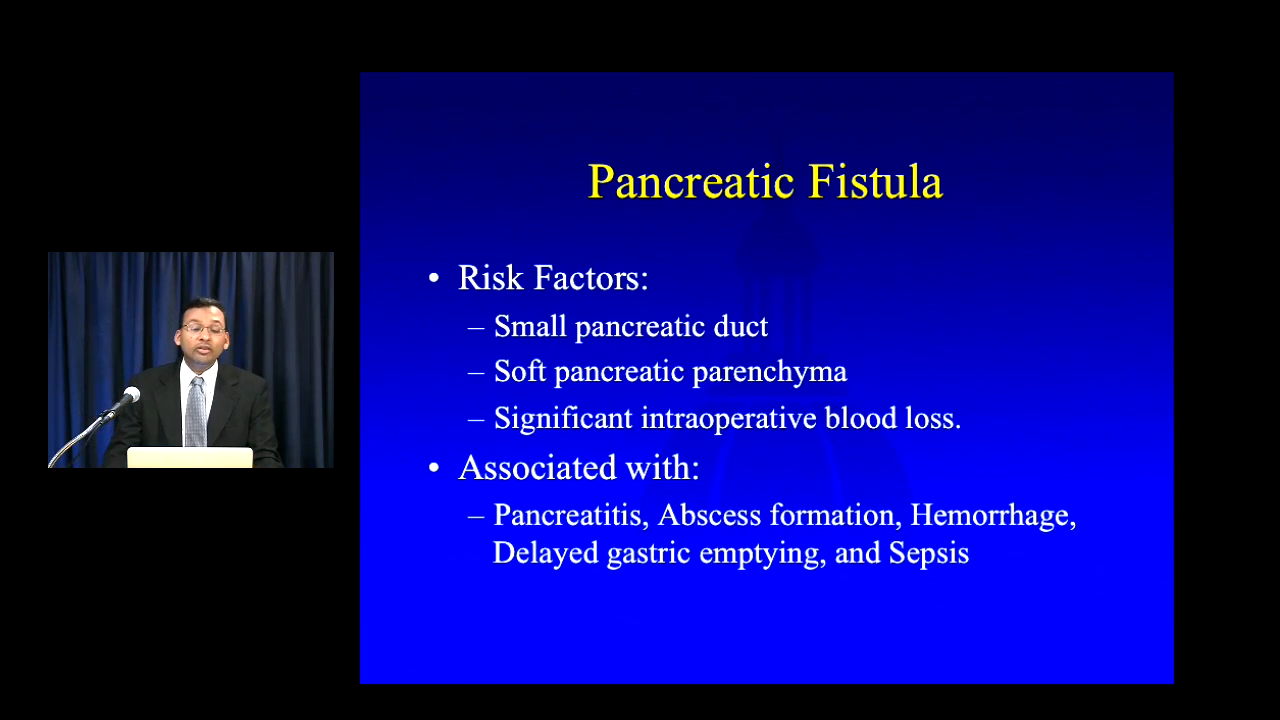 Pancreatic Fistula
• Risk Factors:
– Small pancreatic duct
– Soft pancreatic parenchyma
– Significant intraoperative blood loss.
• Associated with:
– Pancreatitis, Abscess formation, Hemorrhage,
Delayed gastric emptying, and Sepsis